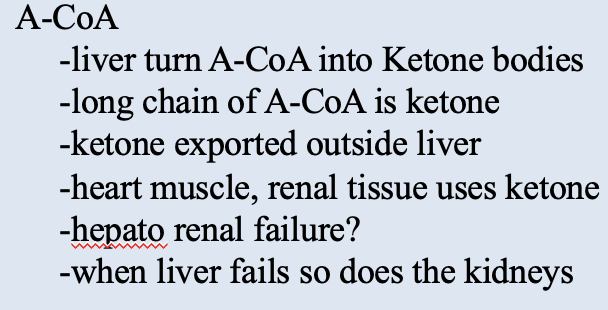 A-CoA
-liver turn A-CoA into Ketone bodies
-long chain of A-CoA is ketone
-ketone exported outside liver
-heart muscle, renal tissue uses ketone
-hepato renal failure?
-when liver fails so does the kidneys